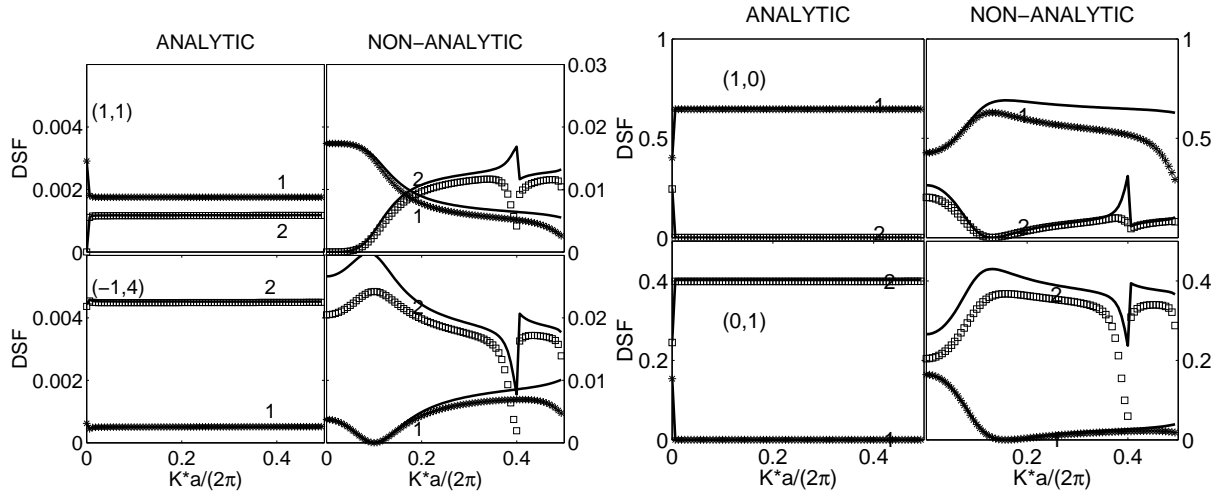 ANALYTIC NON−ANALYTIC
0.03
(1,1)
0.004 0.02
DSF
0.002 1 2 0.01
2 1
0 0
(−1,4)
2 2
0.004 0.02
DSF
0.002 0.01
1 1
0 0
0 0.2 0.4 0.2 0.4
K*a/(2π) K*a/(2π)
ANALYTIC NON−ANALYTIC
1 1
(1,0)
1 1
0.5 0.5
DSF
2 2
0 0
0.4 2 2 0.4
(0,1)
DSF
0.2 0.2
1 1
0 0
0 0.2 0.4 0.2 0.4
K*a/(2π) K*a/(2π)